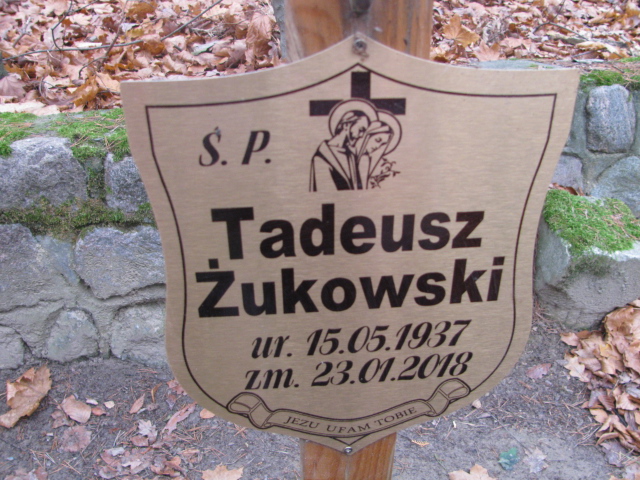 Ś. P.
Tadeusz
Żukowski
ur. 15.05.1937
zm. 23.01.2018
JEZU UFAM TOBIE